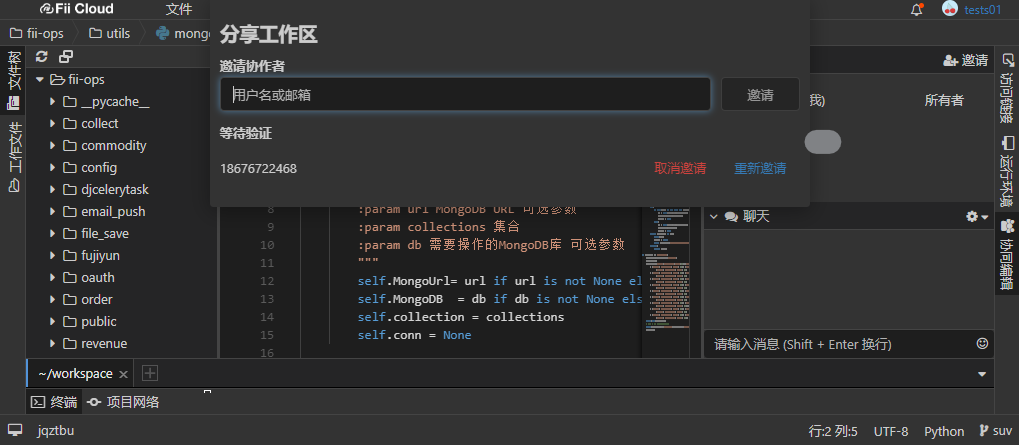 Fii Cloud
文件
tests01
fii-ops
utils
分享工作区
邀请协作者
用户名或邮箱
邀请
等待验证
18676722468
取消邀请
重新邀请
邀请
我)
所有者
文件树
工作文件
访问链接
运行环境
协同编辑
fii-ops
__pycache__
collect
commodity
config
djcelerytask
email_push
file_save
fujiyun
oauth
order
public
revenue
8 :param url MongoDB URL 可选参数
9 :param collections 集合
10 :param db 需要操作的MongoDB库 可选参数
11 """
12 self.MongoUrl= url if url is not None el
13 self.MongoDB = db if db is not None els
14 self.collection = collections
15 self.conn = None
16
聊天
请输入消息 (Shift + Enter 换行)
~/workspace
终端
项目网络
jqztbu
行:2 列:5
UTF-8
Python
suv